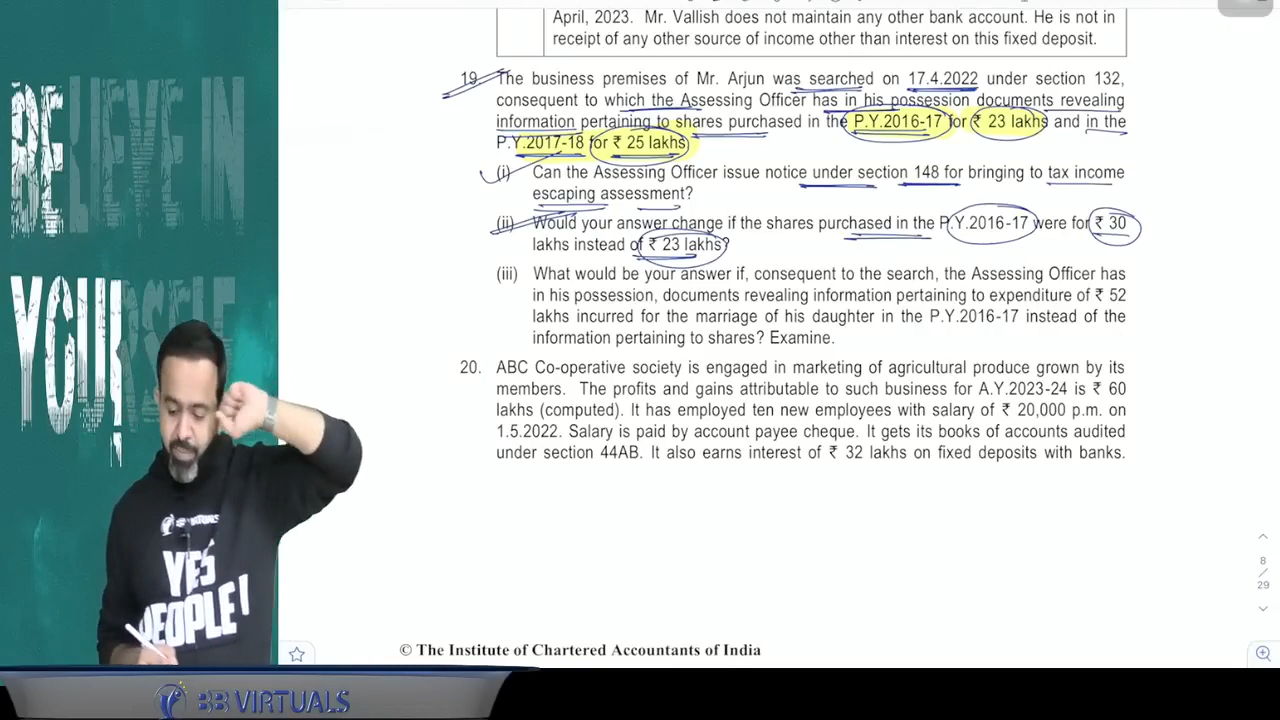 BELIEVE IN
YOURSELF
!
YES
PEOPLE!
April, 2023. Mr. Vallish does not maintain any other bank account. He is not in
receipt of any other source of income other than interest on this fixed deposit.
19. The business premises of Mr. Arjun was searched on 17.4.2022 under section 132,
consequent to which the Assessing Officer has in his possession documents revealing
information pertaining to shares purchased in the P.Y.2016-17 for ₹ 23 lakhs and in the
P.Y.2017-18 for ₹ 25 lakhs
(i) Can the Assessing Officer issue notice under section 148 for bringing to tax income
escaping assessment?
(ii) Would your answer change if the shares purchased in the P.Y.2016-17 were for ₹ 30
lakhs instead of ₹ 23 lakhs?
(iii) What would be your answer if, consequent to the search, the Assessing Officer has
in his possession, documents revealing information pertaining to expenditure of ₹ 52
lakhs incurred for the marriage of his daughter in the P.Y.2016-17 instead of the
information pertaining to shares? Examine.
20. ABC Co-operative society is engaged in marketing of agricultural produce grown by its
members. The profits and gains attributable to such business for A.Y.2023-24 is ₹ 60
lakhs (computed). It has employed ten new employees with salary of ₹ 20,000 p.m. on
1.5.2022. Salary is paid by account payee cheque. It gets its books of accounts audited
under section 44AB. It also earns interest of ₹ 32 lakhs on fixed deposits with banks.
8
/
29
© The Institute of Chartered Accountants of India
BB VIRTUALS